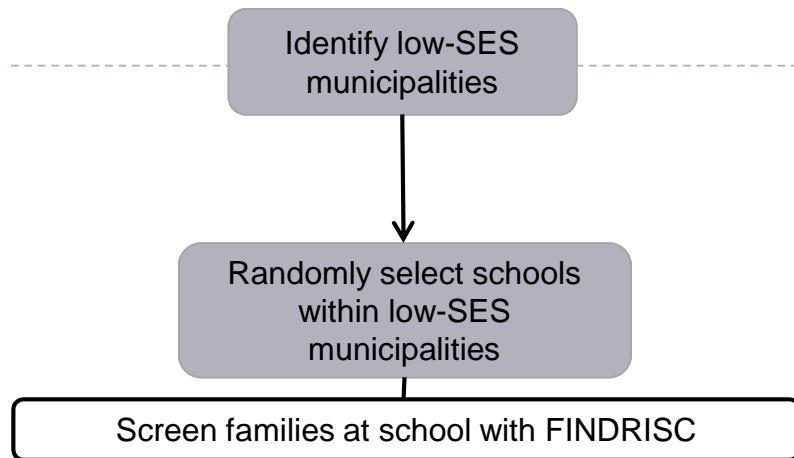 Identify low-SES
municipalities
Randomly select schools
within low-SES
municipalities
Screen families at school with FINDRISC